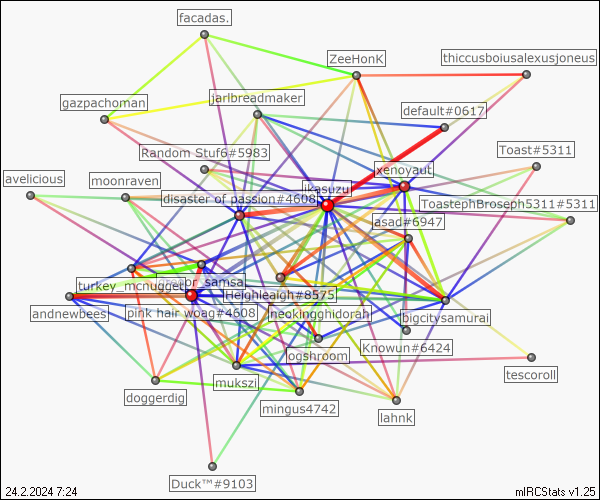 facadas.
ZeeHonK
thiccusboiusalexusjoneus
gazpachoman
jarlbreadmaker
default#0617
Random Stuf6#5983
xenoyaut
Toast#5311
avelicious
moonraven
disaster of passion#4608
ikasuzu
ToastephBroseph5311#5311
asad#6947
turkey_mcnugget
samsa
Heighleaigh#8575
andnewbees
pink hair woag#4608
neokingghidorah
bigcitysamurai
ogshroom
Knowun#6424
tescoroll
doggerdig
mukszi
mingus4742
lahnk
Duck™#9103
24.2.2024 7:24
mIRCStats v1.25